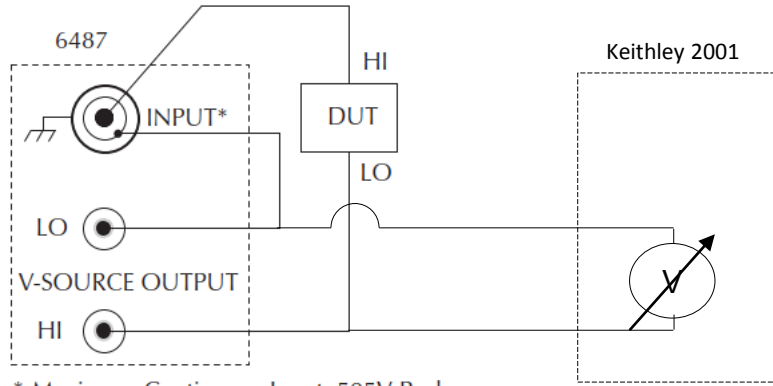 6487
Keithley 2001
HI
INPUT*
DUT
LO
LO
V-SOURCE OUTPUT
V
HI